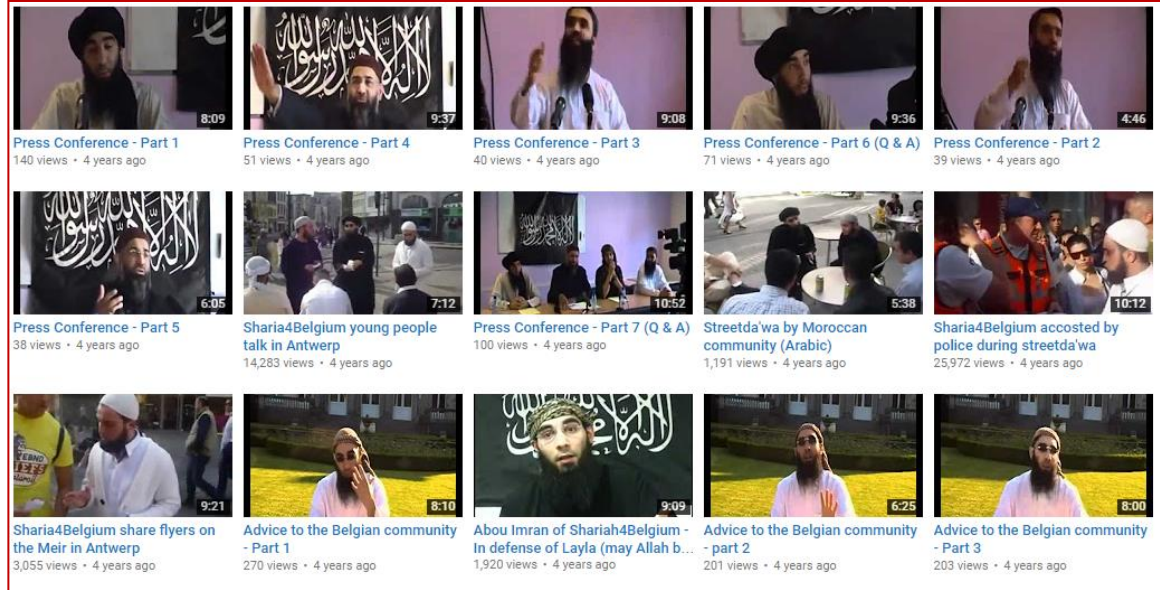 8:09
9:37
9:08
9:36
4:46
Press Conference - Part 1
140 views • 4 years ago
Press Conference - Part 4
51 views • 4 years ago
Press Conference - Part 3
40 views • 4 years ago
Press Conference - Part 6 (Q & A)
71 views • 4 years ago
Press Conference - Part 2
39 views • 4 years ago
6:05
7:12
10:52
5:38
10:12
Press Conference - Part 5
38 views • 4 years ago
Sharia4Belgium young people
talk in Antwerp
14,283 views • 4 years ago
Press Conference - Part 7 (Q & A)
100 views • 4 years ago
Streetda'wa by Moroccan
community (Arabic)
1,191 views • 4 years ago
Sharia4Belgium accosted by
police during streetda'wa
25,972 views • 4 years ago
9:21
8:10
9:09
6:25
8:00
Sharia4Belgium share flyers on
the Meir in Antwerp
3,055 views • 4 years ago
Advice to the Belgian community
- Part 1
270 views • 4 years ago
Abou Imran of Shariah4Belgium -
In defense of Layla (may Allah b...
1,920 views • 4 years ago
Advice to the Belgian community
- part 2
201 views • 4 years ago
Advice to the Belgian community
- Part 3
203 views • 4 years ago